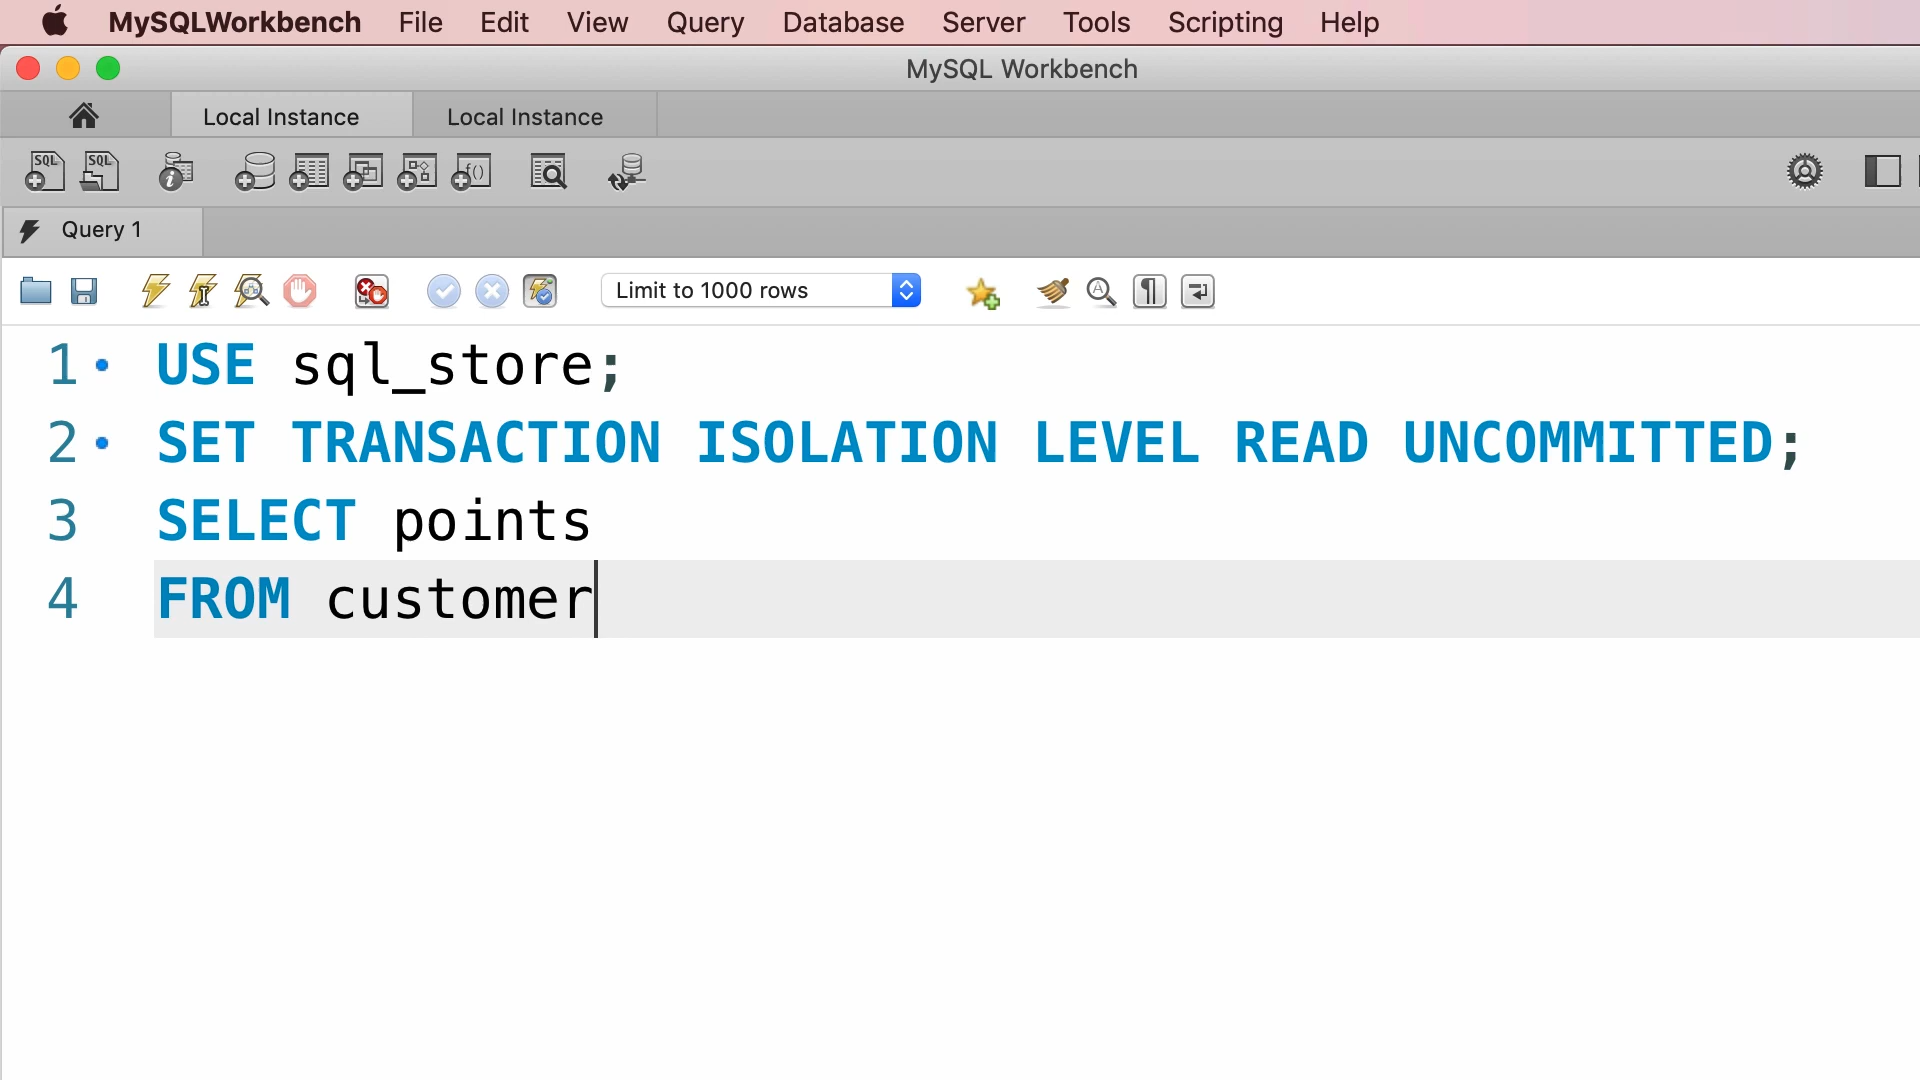 MySQLWorkbench File Edit View Query Database Server Tools Scripting Help
MySQL Workbench
Local Instance Local Instance
SQL SQL i f()
Query 1
Limit to 1000 rows A ¶
1 USE sql_store;
2 SET TRANSACTION ISOLATION LEVEL READ UNCOMMITTED;
3 SELECT points
4 FROM customer